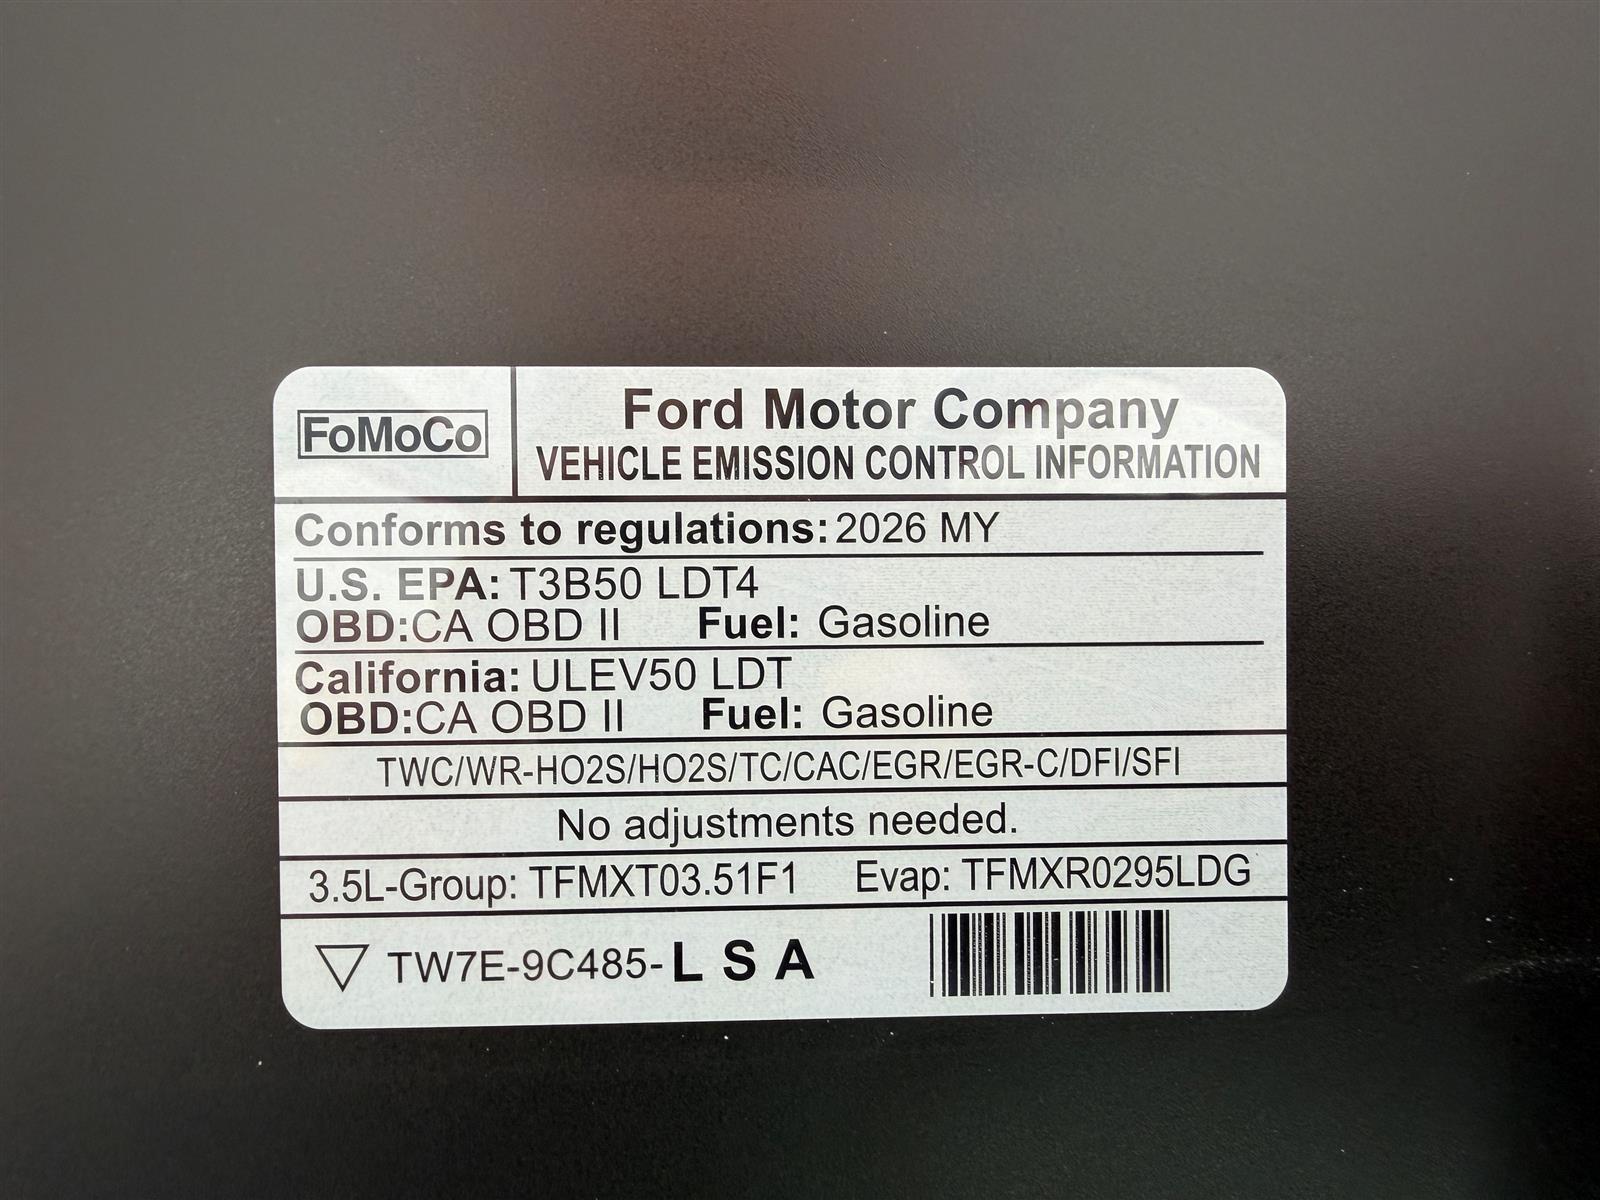 FoMoCo
Ford Motor Company
VEHICLE EMISSION CONTROL INFORMATION
Conforms to regulations: 2026 MY
U.S. EPA: T3B50 LDT4
OBD: CA OBD II Fuel: Gasoline
California: ULEV50 LDT
OBD: CA OBD II Fuel: Gasoline
TWC/WR-HO2S/HO2S/TC/CAC/EGR/EGR-C/DFI/SFI
No adjustments needed.
3.5L-Group: TFMXT03.51F1 Evap: TFMXR0295LDG
TW7E-9C485-L S A